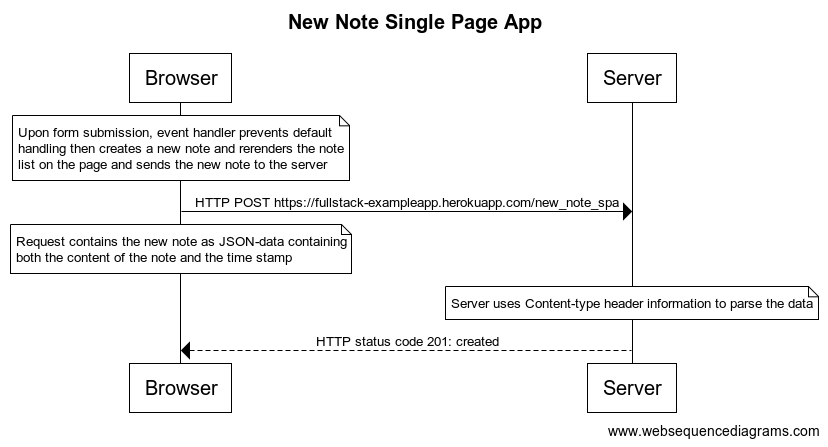 New Note Single Page App
Browser
Server
Upon form submission, event handler prevents default
handling then creates a new note and rerenders the note
list on the page and sends the new note to the server
HTTP POST https://fullstack-exampleapp.herokuapp.com/new_note_spa
Request contains the new note as JSON-data containing
both the content of the note and the time stamp
Server uses Content-type header information to parse the data
HTTP status code 201: created
Browser
Server
www.websequencediagrams.com